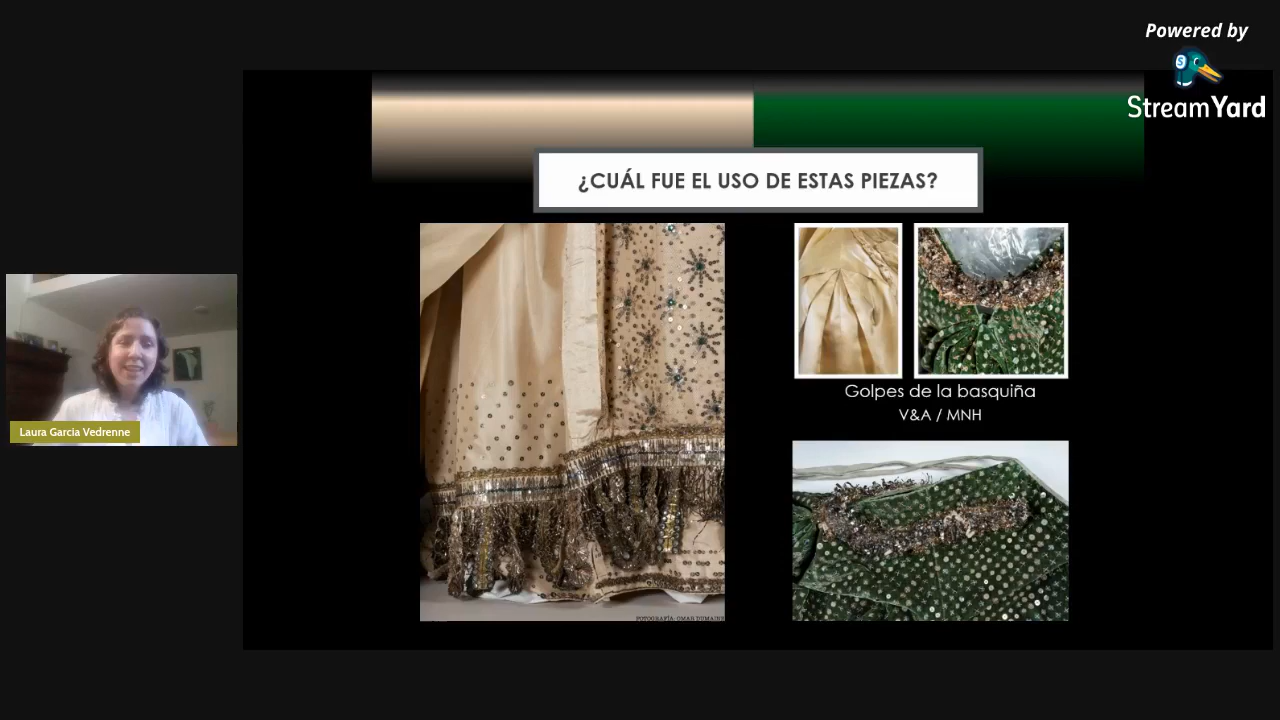 Powered by
StreamYard
¿CUÁL FUE EL USO DE ESTAS PIEZAS?
Golpes de la basquiña
V&A / MNH
Laura Garcia Vedrenne